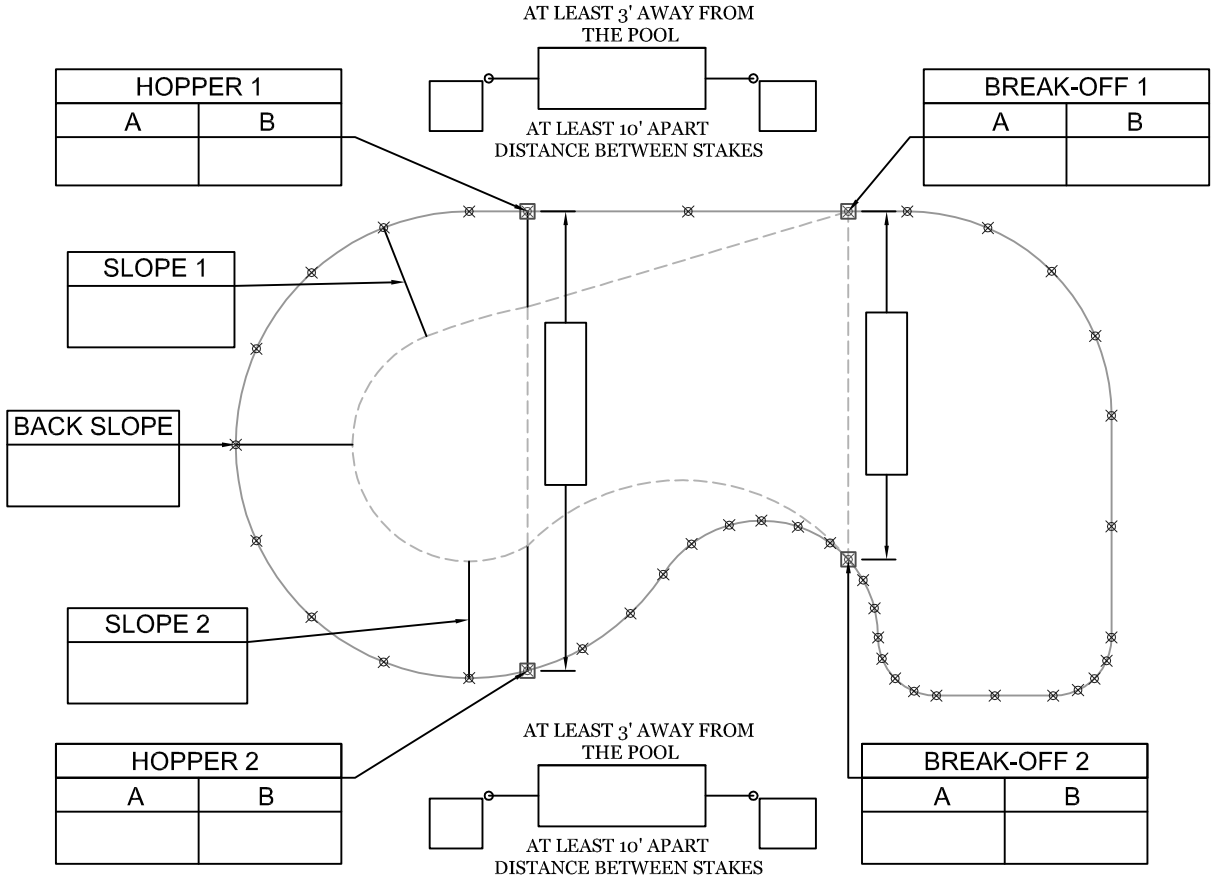 AT LEAST 3' AWAY FROM
THE POOL
HOPPER 1
A B
BREAK-OFF 1
A B
AT LEAST 10' APART
DISTANCE BETWEEN STAKES
SLOPE 1
BACK SLOPE
SLOPE 2
AT LEAST 3' AWAY FROM
THE POOL
HOPPER 2
A B
BREAK-OFF 2
A B
AT LEAST 10' APART
DISTANCE BETWEEN STAKES